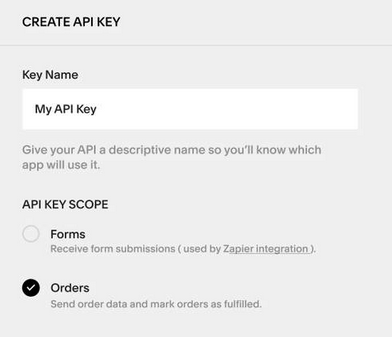 CREATE API KEY
Key Name
My API Key
Give your API a descriptive name so you'll know which
app will use it.
API KEY SCOPE
Forms
Receive form submissions ( used by Zapier integration ).
Orders
Send order data and mark orders as fulfilled.